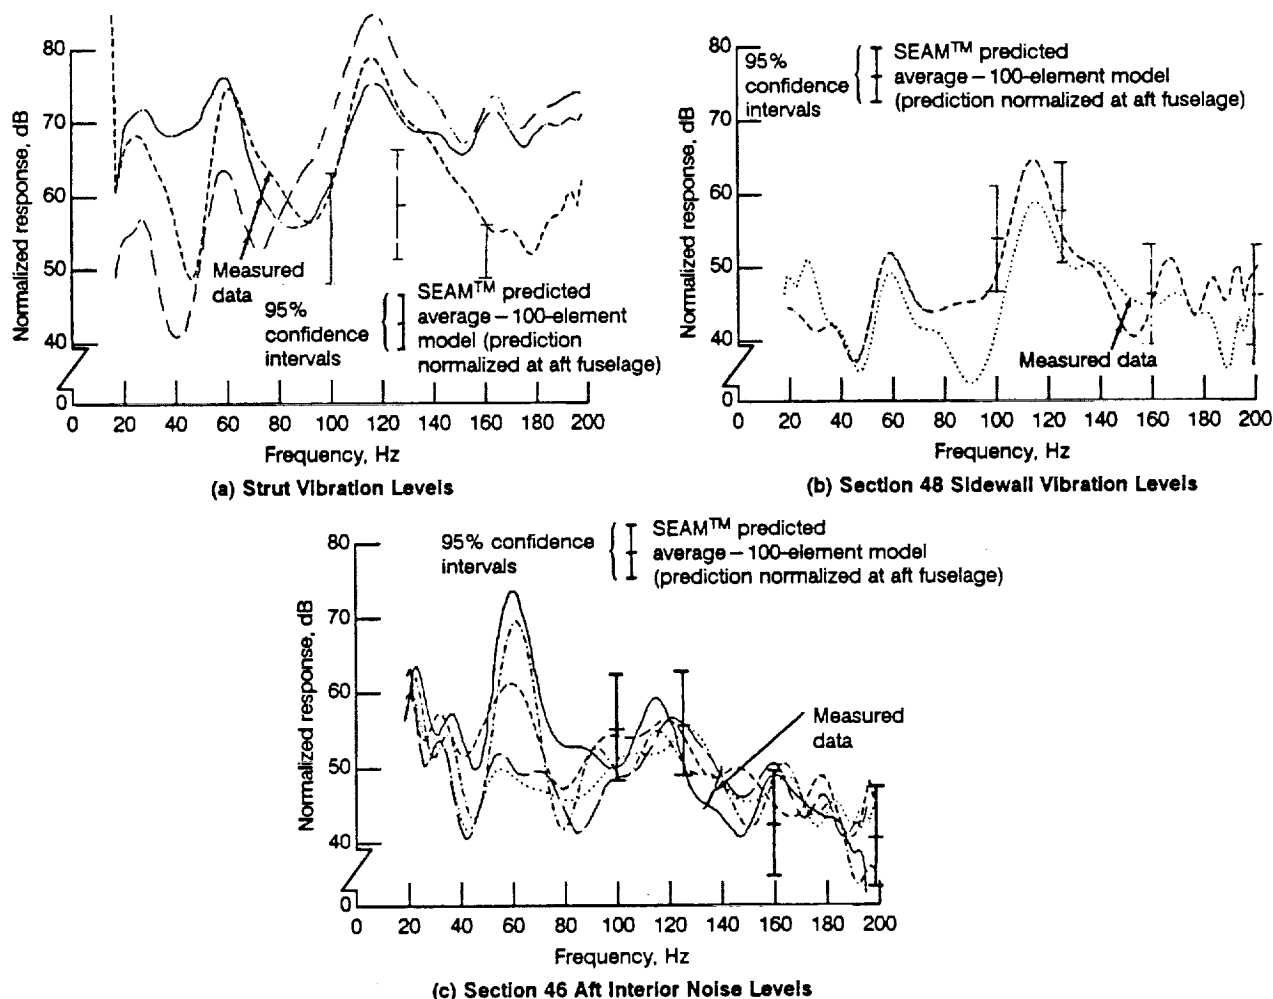 80
70
60
50
40
0
Normalized response, dB
Measured
data
95%
confidence
intervals
SEAM™ predicted
average – 100-element
model (prediction
normalized at aft fuselage)
0 20 40 60 80 100 120 140 160 180 200
Frequency, Hz
(a) Strut Vibration Levels
80
70
60
50
40
0
Normalized response, dB
95%
confidence
intervals
SEAM™ predicted
average – 100-element model
(prediction normalized at aft fuselage)
Measured data
0 20 40 60 80 100 120 140 160 180 200
Frequency, Hz
(b) Section 48 Sidewall Vibration Levels
80
70
60
50
40
0
Normalized response, dB
95% confidence
intervals
SEAM™ predicted
average – 100-element model
(prediction normalized at aft fuselage)
Measured
data
0 20 40 60 80 100 120 140 160 180 200
Frequency, Hz
(c) Section 46 Aft Interior Noise Levels